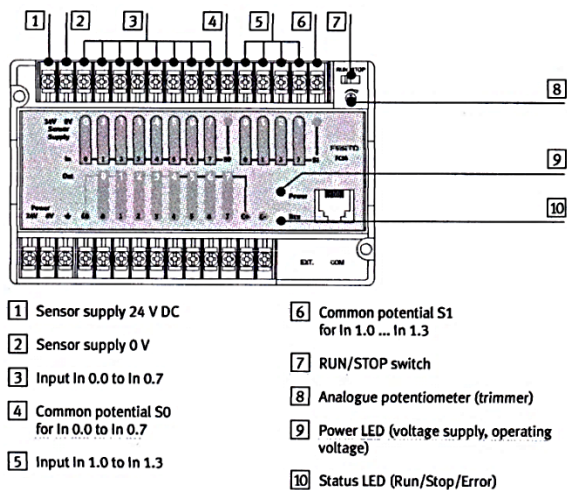 1 2 3 4 5 6 7
RUN STOP
8
24V 0V
Sensor
Supply
FESTO
In 0 1 2 3 4 5 6 7 S0 0 1 2 3 S1
9
Out
Power
Power
24V 0V
0 1 2 3 4 5 6 7
10
EXT. COM
1 Sensor supply 24 V DC
2 Sensor supply 0 V
3 Input In 0.0 to In 0.7
4 Common potential S0
for In 0.0 to In 0.7
5 Input In 1.0 to In 1.3
6 Common potential S1
for In 1.0 ... In 1.3
7 RUN/STOP switch
8 Analogue potentiometer (trimmer)
9 Power LED (voltage supply, operating
voltage)
10 Status LED (Run/Stop/Error)